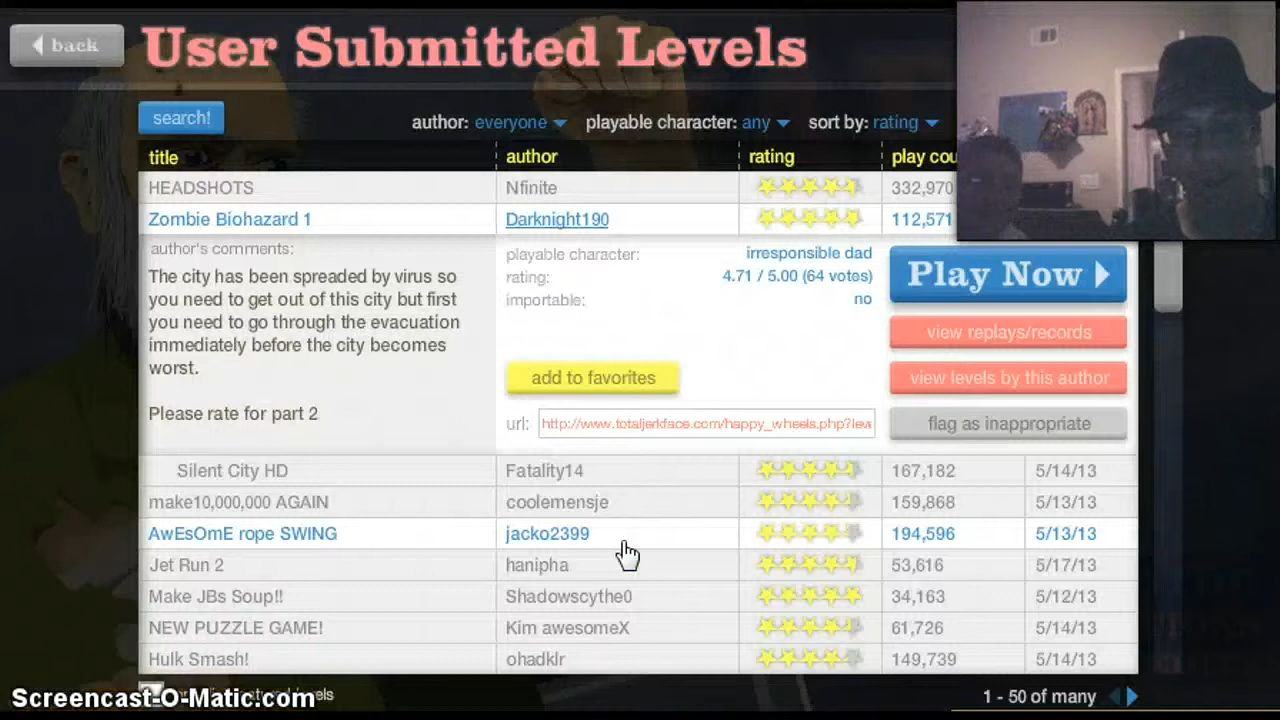 back
User Submitted Levels
search!
author: everyone playable character: any sort by: rating
title author rating play cou
HEADSHOTS Nfinite 332,970
Zombie Biohazard 1 Darknight190 112,571
author's comments:
The city has been spreaded by virus so
you need to get out of this city but first
you need to go through the evacuation
immediately before the city becomes
worst.
Please rate for part 2
playable character: irresponsible dad
rating: 4.71 / 5.00 (64 votes)
importable: no
add to favorites
url: http://www.totaljerkface.com/happy_wheels.php?lev
Play Now
view replays/records
view levels by this author
flag as inappropriate
Silent City HD Fatality14 167,182 5/14/13
make10,000,000 AGAIN coolemensje 159,868 5/13/13
AwEsOmE rope SWING jacko2399 194,596 5/13/13
Jet Run 2 hanipha 53,616 5/17/13
Make JBs Soup!! Shadowscythe0 34,163 5/12/13
NEW PUZZLE GAME! Kim awesomeX 61,726 5/14/13
Hulk Smash! ohadklr 149,739 5/14/13
Screencast-O-Matic.com
1 - 50 of many